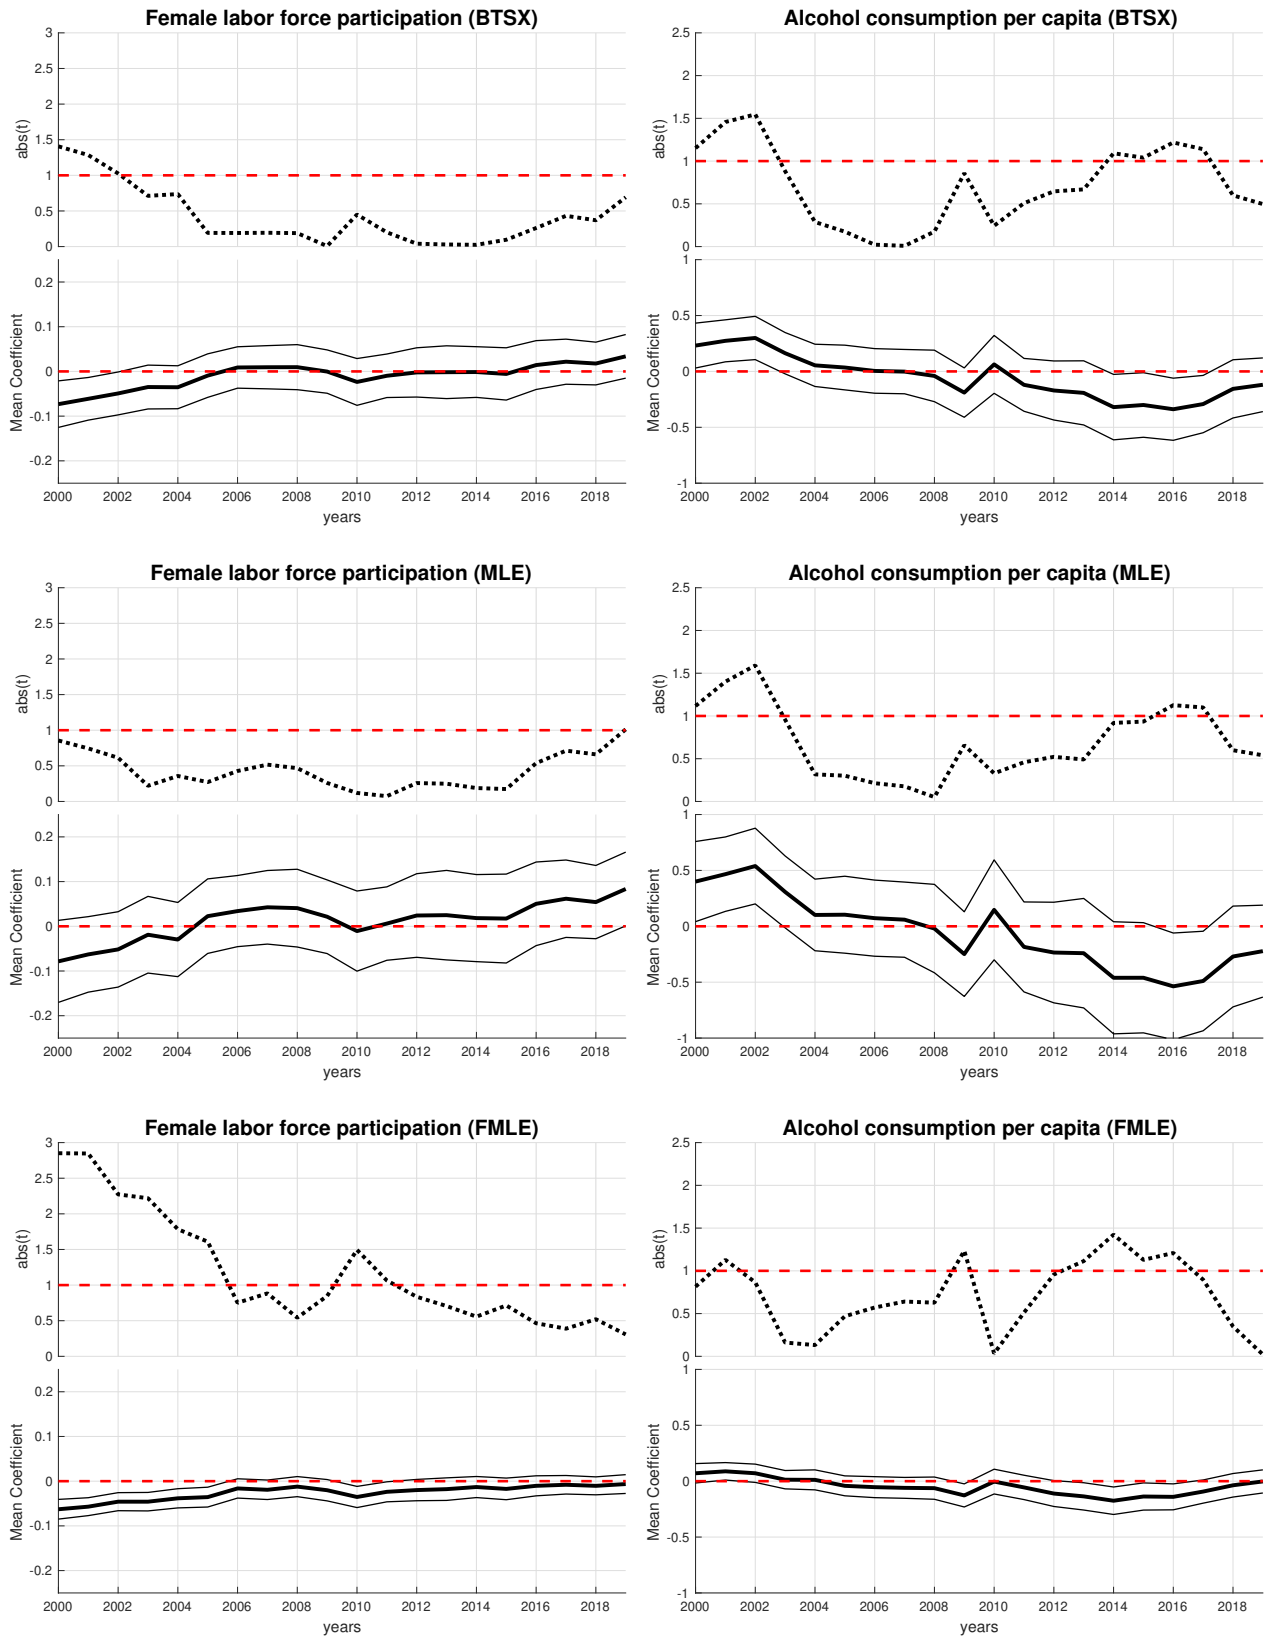 Female labor force participation (BTSX)
3
2.5
2
1.5
1
0.5
0
abs(t)
0.2
0.1
0
-0.1
-0.2
Mean Coefficient
2000 2002 2004 2006 2008 2010 2012 2014 2016 2018
years
Alcohol consumption per capita (BTSX)
2.5
2
1.5
1
0.5
0
abs(t)
1
0.5
0
-0.5
-1
Mean Coefficient
2000 2002 2004 2006 2008 2010 2012 2014 2016 2018
years
Female labor force participation (MLE)
3
2.5
2
1.5
1
0.5
0
abs(t)
0.2
0.1
0
-0.1
-0.2
Mean Coefficient
2000 2002 2004 2006 2008 2010 2012 2014 2016 2018
years
Alcohol consumption per capita (MLE)
2.5
2
1.5
1
0.5
0
abs(t)
1
0.5
0
-0.5
-1
Mean Coefficient
2000 2002 2004 2006 2008 2010 2012 2014 2016 2018
years
Female labor force participation (FMLE)
3
2.5
2
1.5
1
0.5
0
abs(t)
0.2
0.1
0
-0.1
-0.2
Mean Coefficient
2000 2002 2004 2006 2008 2010 2012 2014 2016 2018
years
Alcohol consumption per capita (FMLE)
2.5
2
1.5
1
0.5
0
abs(t)
1
0.5
0
-0.5
-1
Mean Coefficient
2000 2002 2004 2006 2008 2010 2012 2014 2016 2018
years